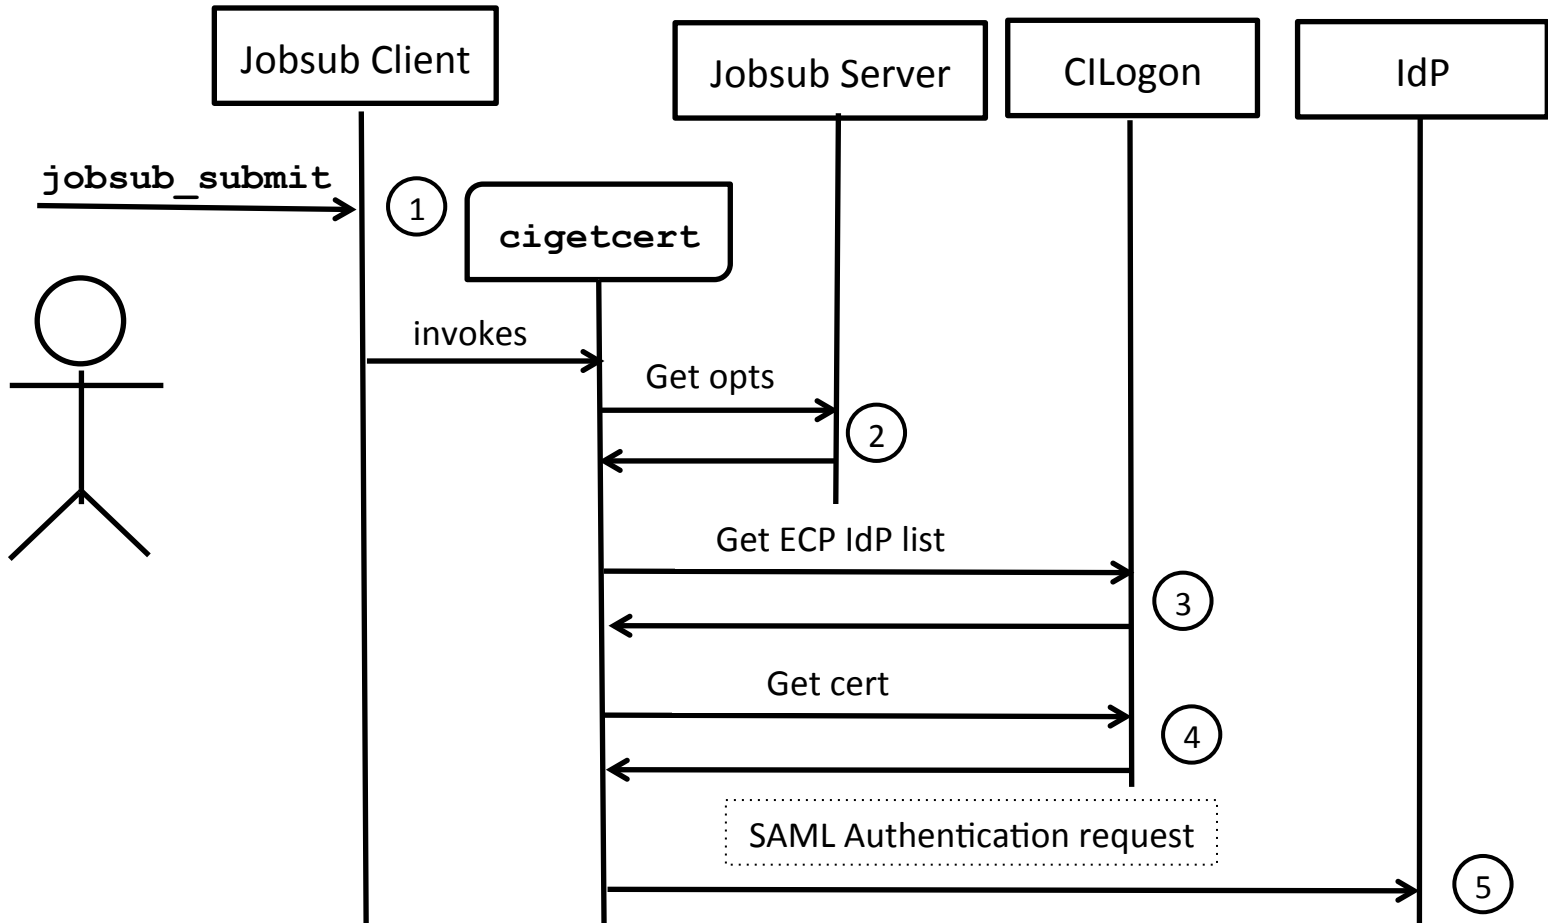 Jobsub Client
Jobsub Server
CILogon
IdP
jobsub_submit
1
cigetcert
invokes
Get opts
2
Get ECP IdP list
3
Get cert
4
SAML Authentication request
5